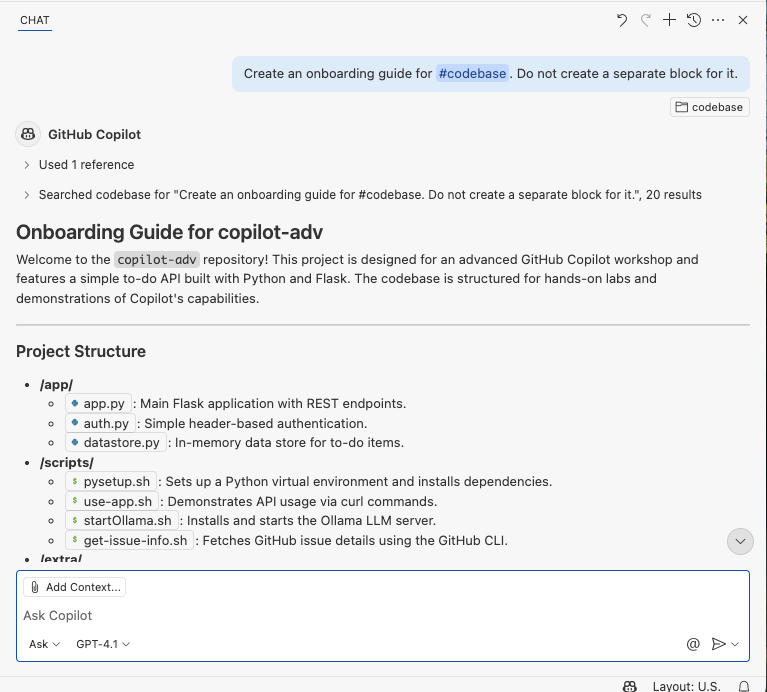 CHAT
Create an onboarding guide for #codebase. Do not create a separate block for it.
codebase
GitHub Copilot
Used 1 reference
Searched codebase for "Create an onboarding guide for #codebase. Do not create a separate block for it.", 20 results
Onboarding Guide for copilot-adv
Welcome to the copilot-adv repository! This project is designed for an advanced GitHub Copilot workshop and
features a simple to-do API built with Python and Flask. The codebase is structured for hands-on labs and
demonstrations of Copilot's capabilities.
Project Structure
• /app/
◦ app.py: Main Flask application with REST endpoints.
◦ auth.py: Simple header-based authentication.
◦ datastore.py: In-memory data store for to-do items.
• /scripts/
◦ $ pysetup.sh: Sets up a Python virtual environment and installs dependencies.
◦ $ use-app.sh: Demonstrates API usage via curl commands.
◦ $ startOllama.sh: Installs and starts the Ollama LLM server.
◦ $ get-issue-info.sh: Fetches GitHub issue details using the GitHub CLI.
• /extra/
Add Context...
Ask Copilot
Ask GPT-4.1 @
Layout: U.S.